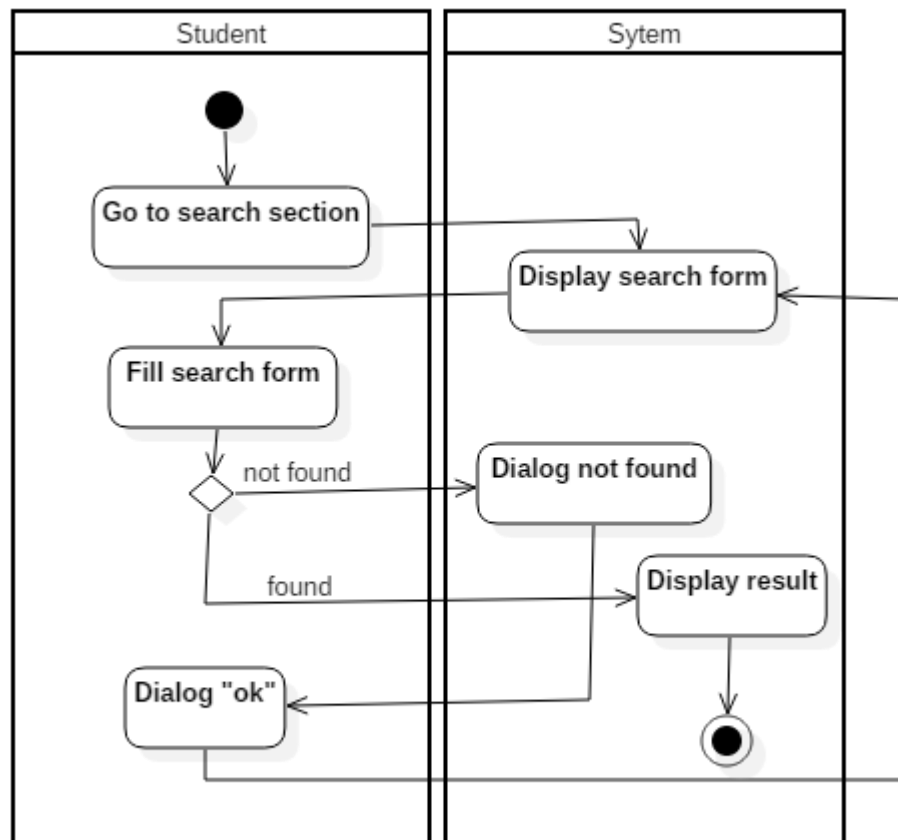 Student
Sytem
Go to search section
Display search form
Fill search form
not found
Dialog not found
found
Display result
Dialog "ok"